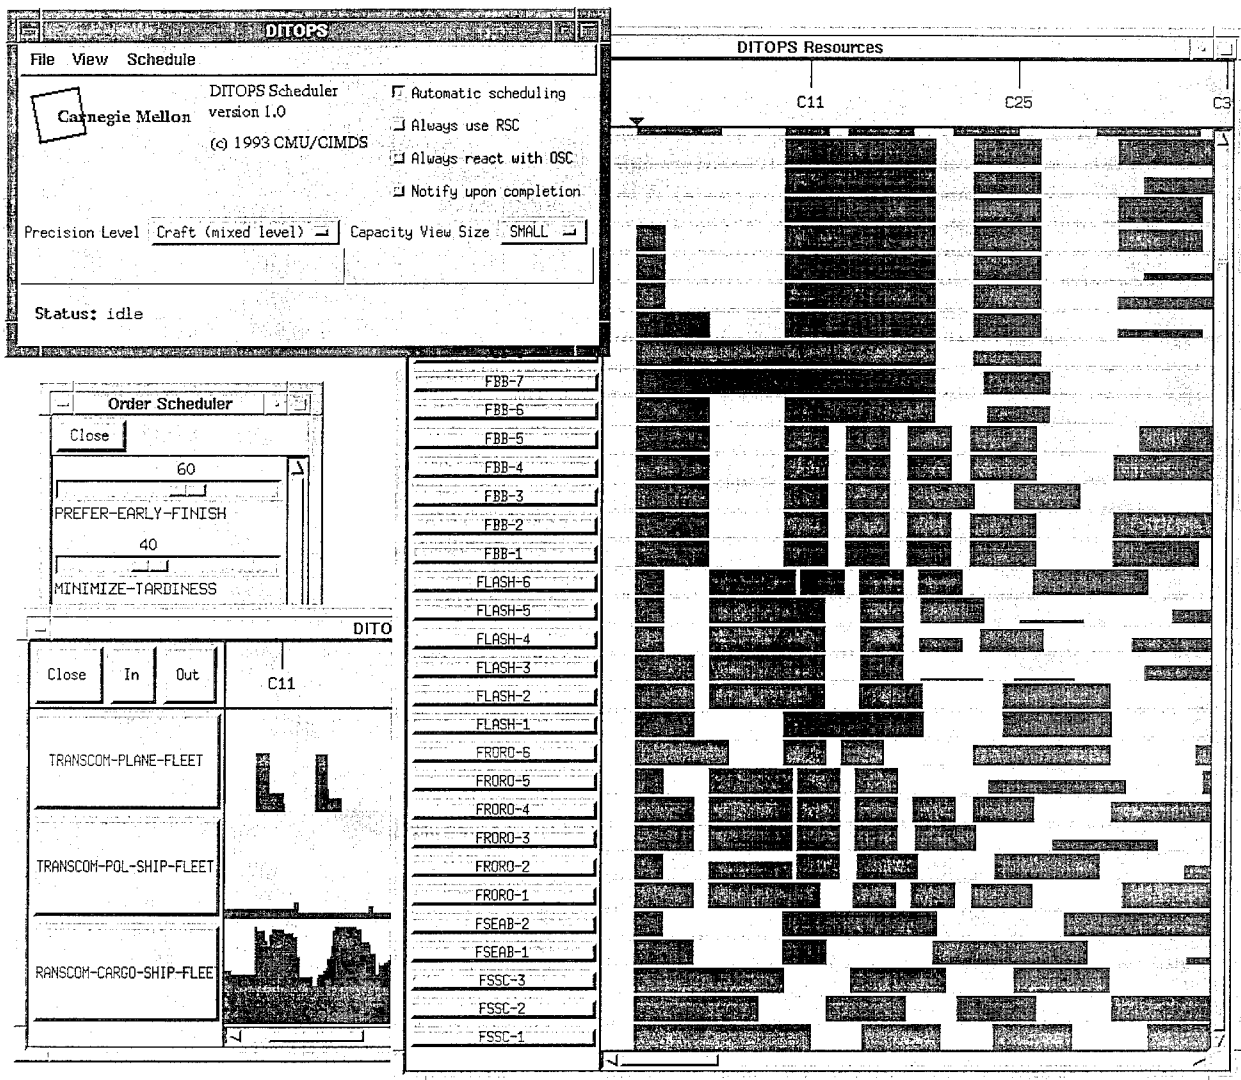 DITOPS
File View Schedule
Carnegie Mellon
DITOPS Scheduler
version 1.0
(c) 1993 CMU/CIMDS
Automatic scheduling
Always use RSC
Always react with OSC
Notify upon completion
Precision Level Craft (mixed level) Capacity View Size SMALL
Status: idle
DITOPS Resources
C11 C25 C3
FBB-7
FBB-6
FBB-5
FBB-4
FBB-3
FBB-2
FBB-1
FLASH-6
FLASH-5
FLASH-4
FLASH-3
FLASH-2
FLASH-1
FRORO-6
FRORO-5
FRORO-4
FRORO-3
FRORO-2
FRORO-1
FSEAB-2
FSEAB-1
FSSC-3
FSSC-2
FSSC-1
Order Scheduler
Close
60
PREFER-EARLY-FINISH
40
MINIMIZE-TARDINESS
DITO
Close In Out
C11
TRANSCOM-PLANE-FLEET
TRANSCOM-POL-SHIP-FLEET
RANSCOM-CARGO-SHIP-FLEE